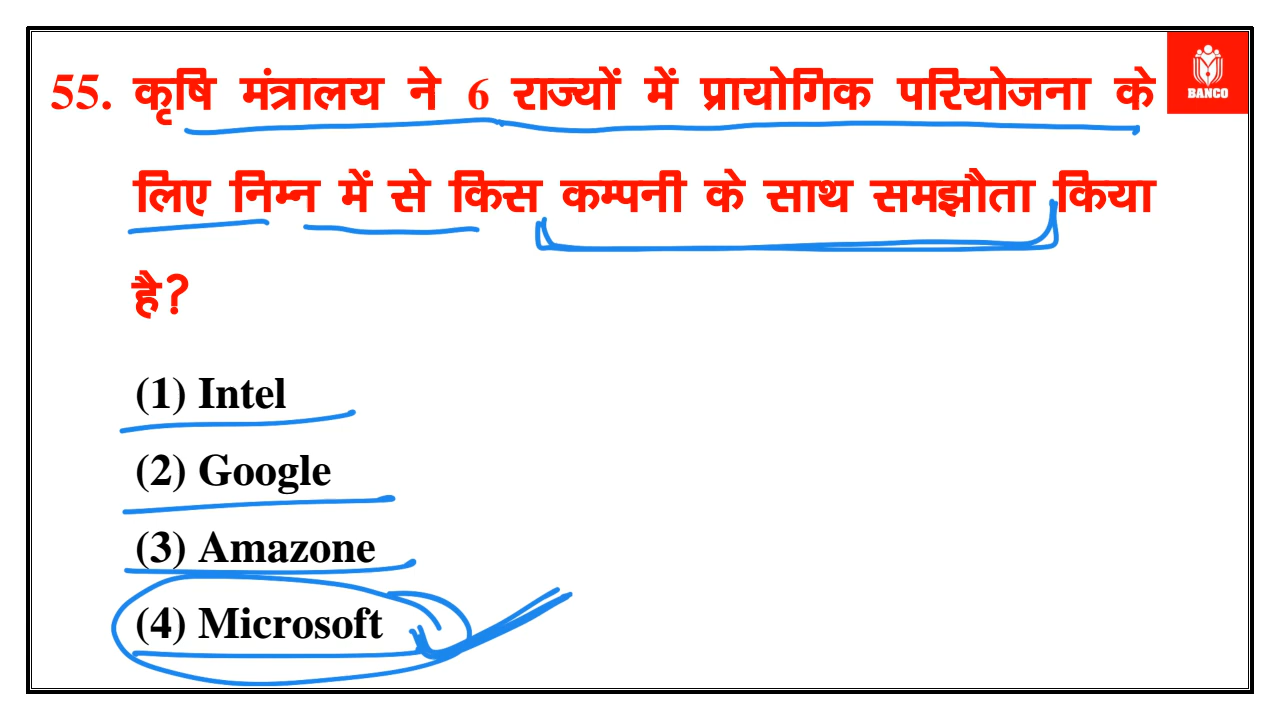 55. कृषि मंत्रालय ने 6 राज्यों में प्रायोगिक परियोजना के
BANCO
लिए निम्न में से किस कम्पनी के साथ समझौता किया
है?
(1) Intel
(2) Google
(3) Amazone
(4) Microsoft